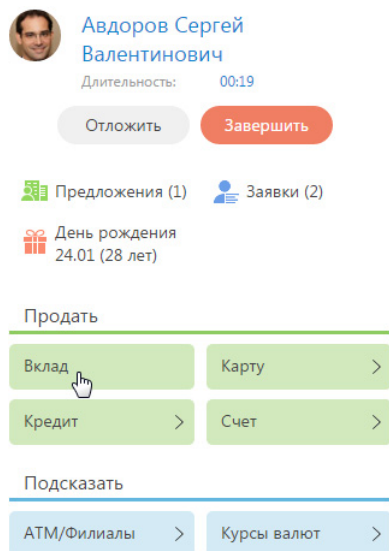 Авдоров Сергей
Валентинович
Длительность: 00:19
Отложить Завершить
Предложения (1) Заявки (2)
День рождения
24.01 (28 лет)
Продать
Вклад Карту
Кредит Счет
Подсказать
АТМ/Филиалы Курсы валют